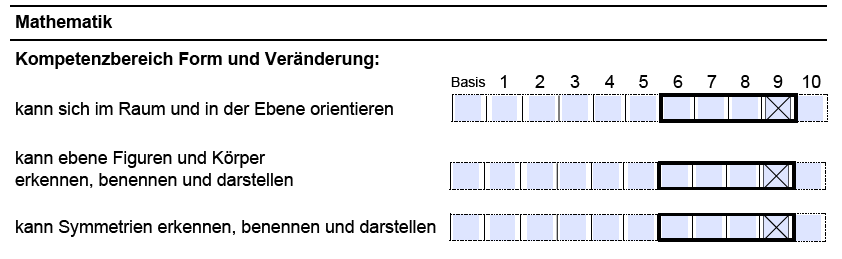 Mathematik
Kompetenzbereich Form und Veränderung:
Basis 1 2 3 4 5 6 7 8 9 10
kann sich im Raum und in der Ebene orientieren
kann ebene Figuren und Körper
erkennen, benennen und darstellen
kann Symmetrien erkennen, benennen und darstellen